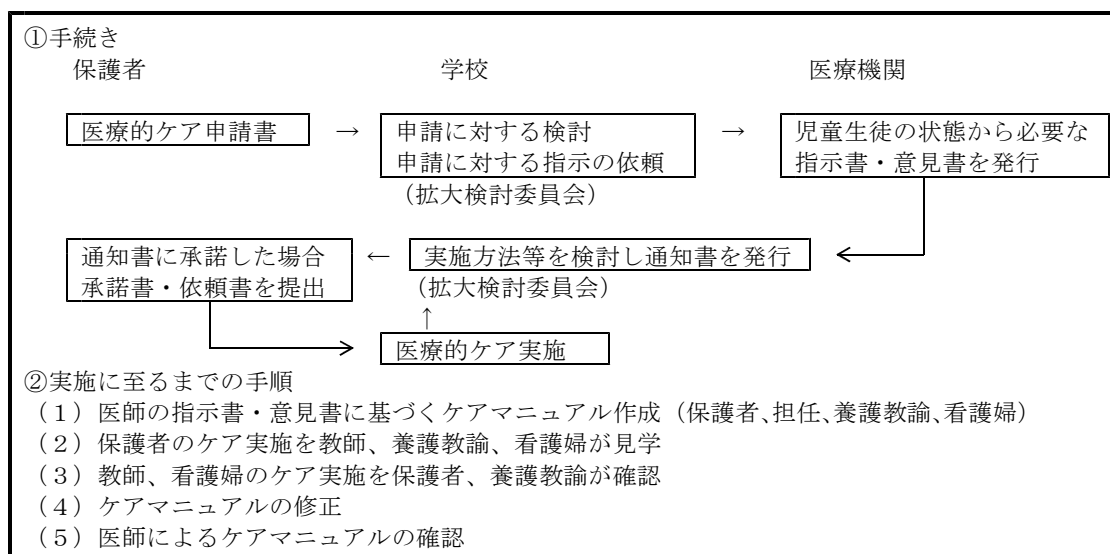 ①手続き
保護者 学校 医療機関
医療的ケア申請書 → 申請に対する検討 → 児童生徒の状態から必要な
申請に対する指示の依頼 指示書・意見書を発行
（拡大検討委員会）
通知書に承諾した場合 ← 実施方法等を検討し通知書を発行
承諾書・依頼書を提出 （拡大検討委員会）
↑
医療的ケア実施
②実施に至るまでの手順
（１）医師の指示書・意見書に基づくケアマニュアル作成（保護者、担任、養護教諭、看護婦）
（２）保護者のケア実施を教師、養護教諭、看護婦が見学
（３）教師、看護婦のケア実施を保護者、養護教諭が確認
（４）ケアマニュアルの修正
（５）医師によるケアマニュアルの確認